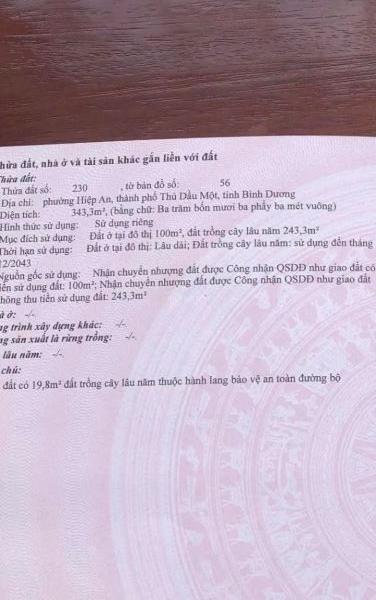 hửa đất, nhà ở và tài sản khác gắn liền với đất
Thửa đất:
Thửa đất số: 230 , tờ bản đồ số: 56
Địa chỉ: phường Hiệp An, thành phố Thủ Dầu Một, tỉnh Bình Dương
Diện tích: 343,3m², (bằng chữ: Ba trăm bốn mươi ba phẩy ba mét vuông)
Hình thức sử dụng: Sử dụng riêng
Mục đích sử dụng: Đất ở tại đô thị 100m², đất trồng cây lâu năm 243,3m²
Thời hạn sử dụng: Đất ở tại đô thị: Lâu dài; Đất trồng cây lâu năm: sử dụng đến tháng
12/2043
Nguồn gốc sử dụng: Nhận chuyển nhượng đất được Công nhận QSDĐ như giao đất có
iền sử dụng đất: 100m²; Nhận chuyển nhượng đất được Công nhận QSDĐ như giao đất
hông thu tiền sử dụng đất: 243,3m²
à ở: -/-
ng trình xây dựng khác: -/-
ng sản xuất là rừng trồng: -/-
lâu năm: -/-
chú:
đất có 19,8m² đất trồng cây lâu năm thuộc hành lang bảo vệ an toàn đường bộ